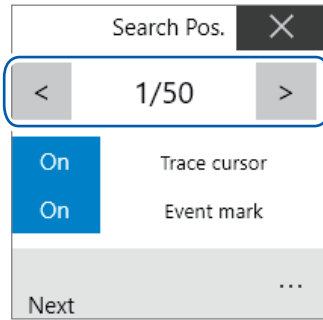 Search Pos.
< 1/50 >
On Trace cursor
On Event mark
...
Next